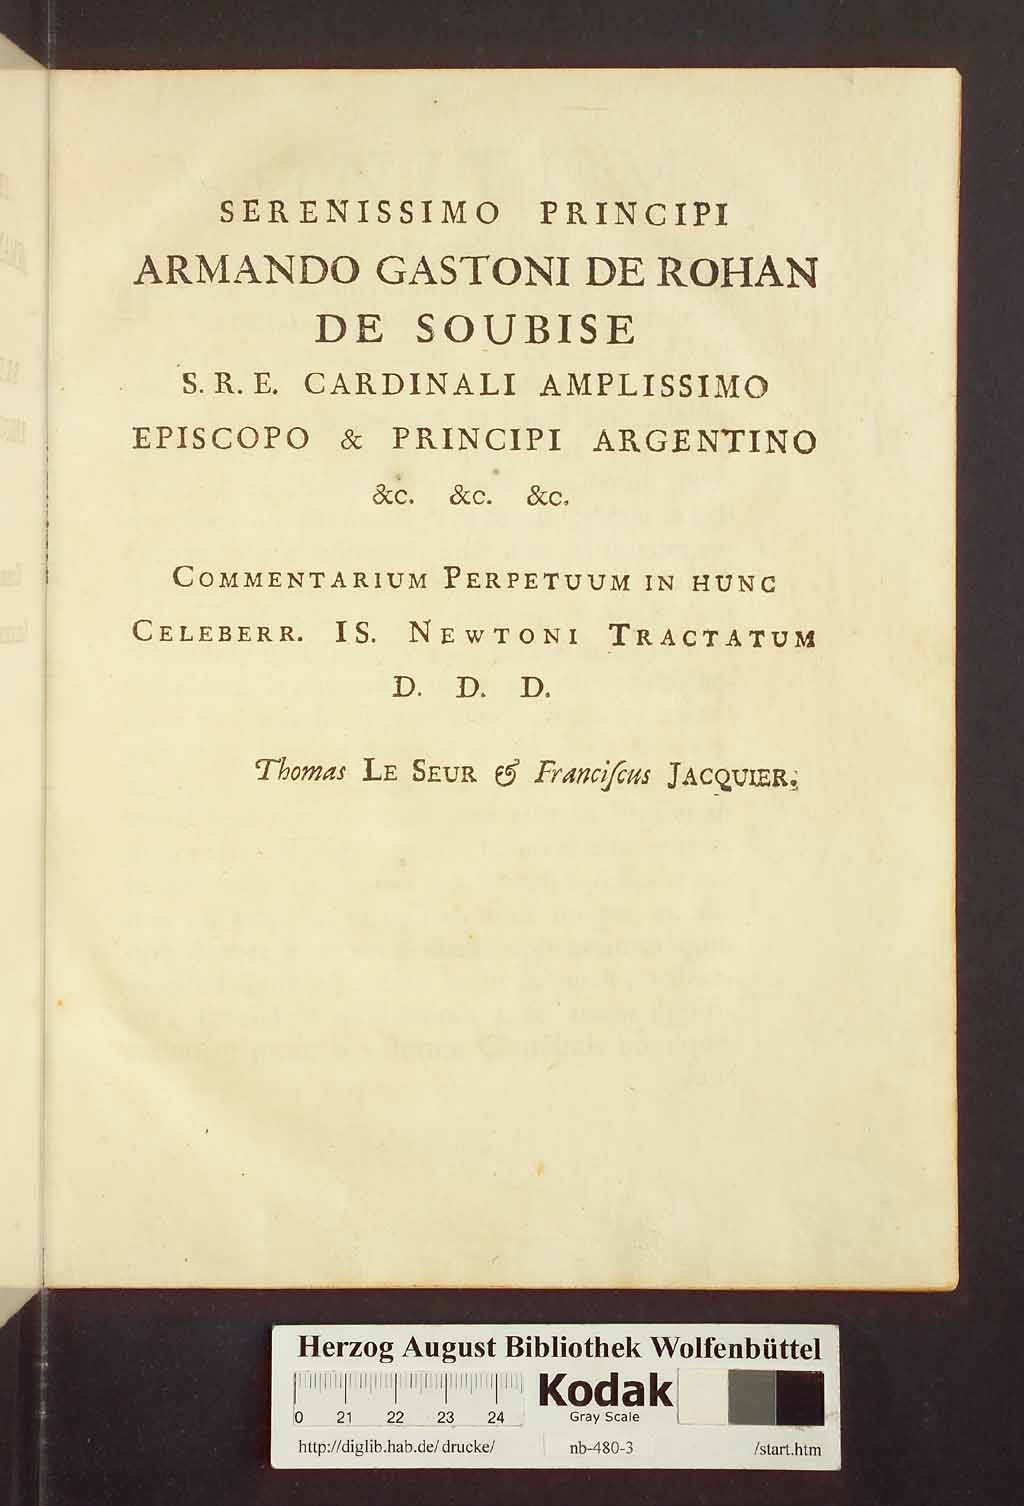 SERENISSIMO PRINCIPI
ARMANDO GASTONI DE ROHAN
DE SOUBISE
S. R. E. CARDINALI AMPLISSIMO
EPISCOPO & PRINCIPI ARGENTINO
&c. &c. &c.
COMMENTARIUM PERPETUUM IN HUNC
CELEBERR. IS. NEWTONI TRACTATUM
D. D. D.
Thomas LE SEUR & Franciſcus JACQUIER.
Herzog August Bibliothek Wolfenbüttel
Kodak
Gray Scale
0 21 22 23 24
http://diglib.hab.de/drucke/ nb-480-3 /start.htm